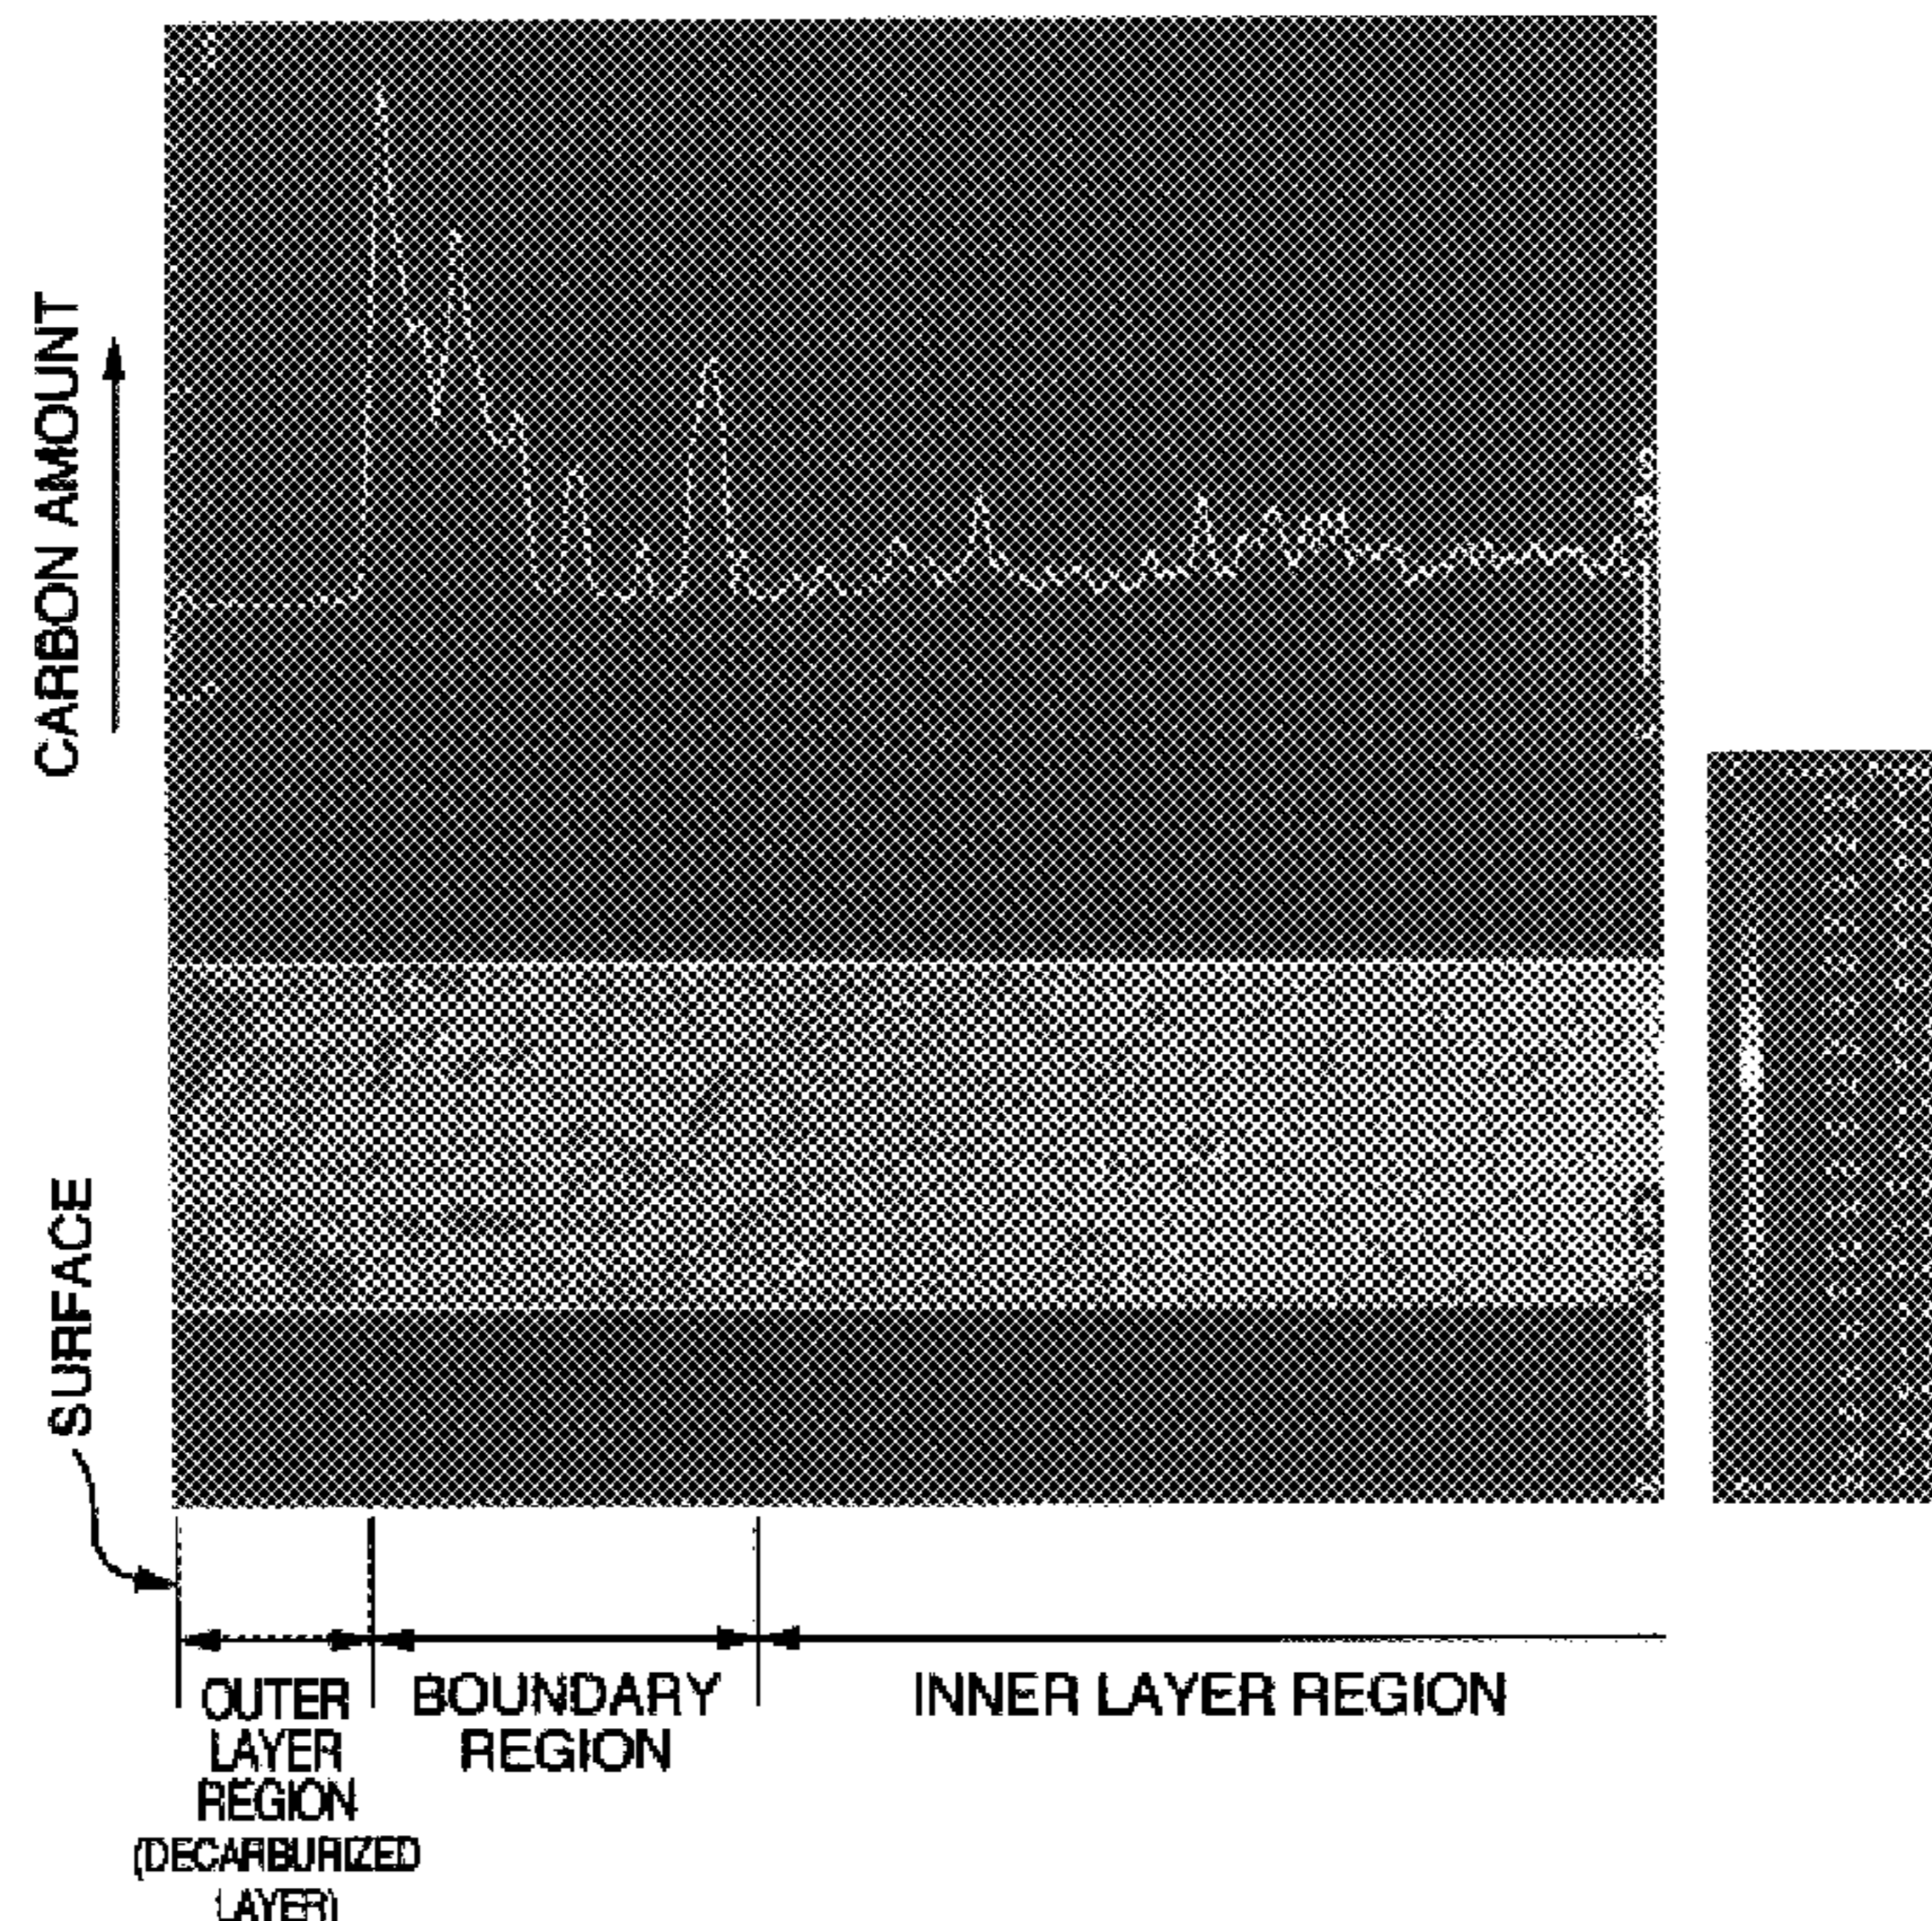 CARBON AMOUNT
SURFACE
OUTER
LAYER
REGION
(DECARBURIZED
LAYER)
BOUNDARY
REGION
INNER LAYER REGION